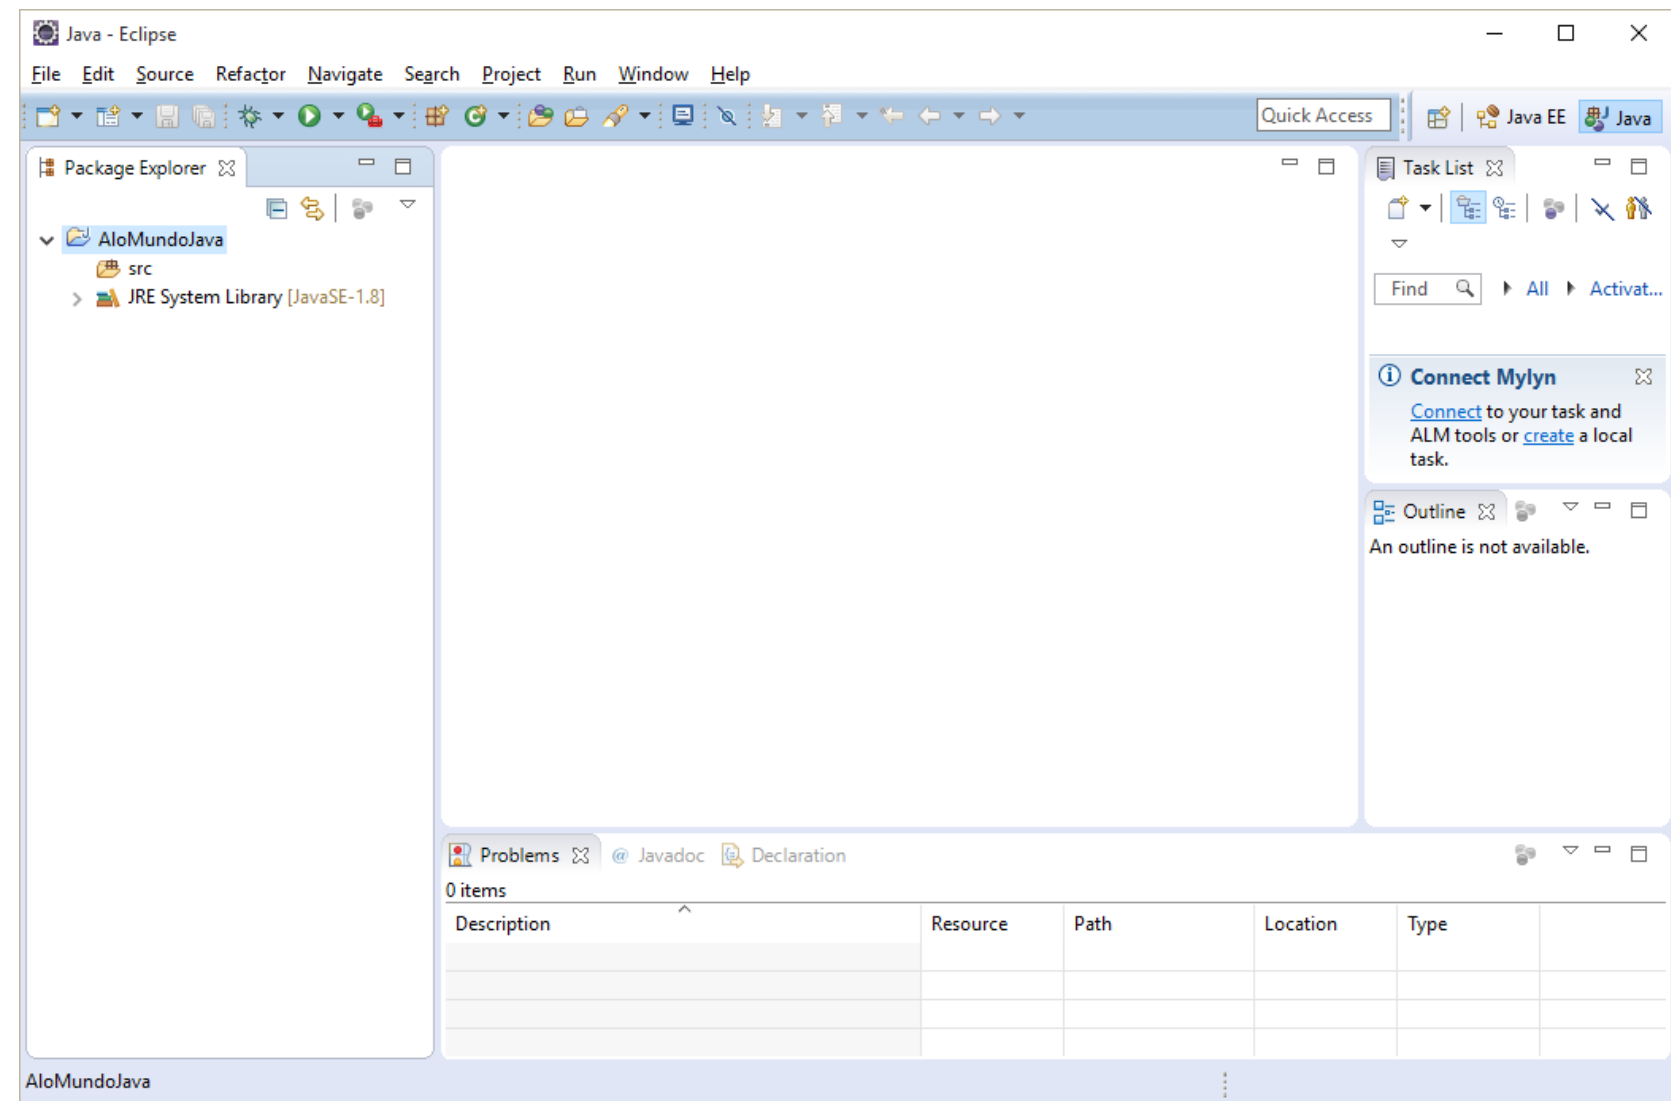 Java - Eclipse
File Edit Source Refactor Navigate Search Project Run Window Help
Quick Access Java EE Java
Package Explorer
AloMundoJava
src
JRE System Library [JavaSE-1.8]
Task List
Find All Activat...
Connect Mylyn
Connect to your task and
ALM tools or create a local
task.
Outline
An outline is not available.
Problems @ Javadoc Declaration
0 items
Description Resource Path Location Type
AloMundoJava